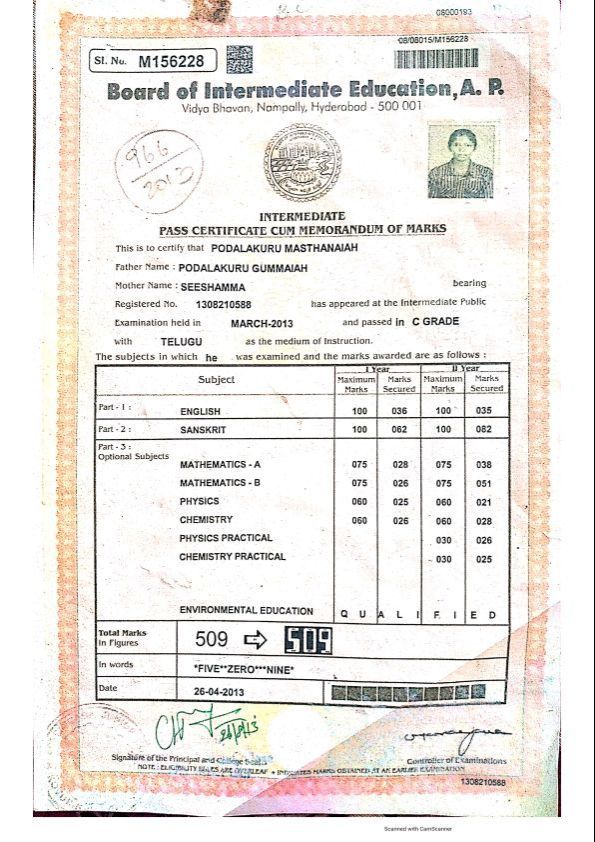 08000193
08/08015/M156228
Sl. No. M156228
Board of Intermediate Education, A. P.
Vidya Bhavan, Nampally, Hyderabad - 500 001
966
2013
INTERMEDIATE
PASS CERTIFICATE CUM MEMORANDUM OF MARKS
This is to certify that PODALAKURU MASTHANAIAH
Father Name : PODALAKURU GUMMAIAH
Mother Name : SEESHAMMA bearing
Registered No. 1308210588 has appeared at the Intermediate Public
Examination held in MARCH-2013 and passed in C GRADE
with TELUGU as the medium of Instruction.
The subjects in which he was examined and the marks awarded are as follows :
Subject I Year II Year
Maximum Marks Marks Secured Maximum Marks Marks Secured
Part - 1 : ENGLISH 100 036 100 035
Part - 2 : SANSKRIT 100 062 100 082
Part - 3 :
Optional Subjects
MATHEMATICS - A 075 028 075 038
MATHEMATICS - B 075 026 075 051
PHYSICS 060 025 060 021
CHEMISTRY 060 026 060 028
PHYSICS PRACTICAL 030 026
CHEMISTRY PRACTICAL 030 025
ENVIRONMENTAL EDUCATION Q U A L I F I E D
Total Marks
In Figures 509 509
In words *FIVE**ZERO***NINE*
Date 26-04-2013
Signature of the Principal and College Seal
Controller of Examinations
NOTE : ELIGIBILITY RULES ARE OVERLEAF + INDICATES MARKS OBTAINED AT AN EARLIER EXAMINATION
1308210588
Scanned with CamScanner